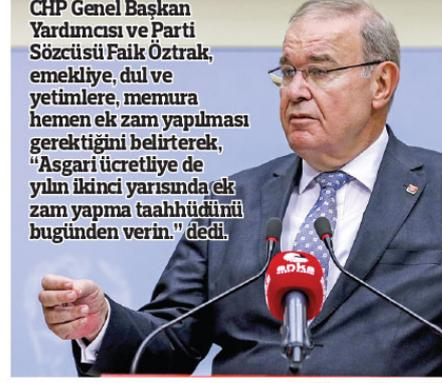 CHP Genel Başkan
Yardımcısı ve Parti
Sözcüsü Faik Öztrak,
emekliye, dul ve
yetimlere, memura
hemen ek zam yapılması
gerektiğini belirterek,
“Asgari ücretliye de
yılın ikinci yarısında ek
zam yapma taahhüdünü
bugünden verin.” dedi.
anka